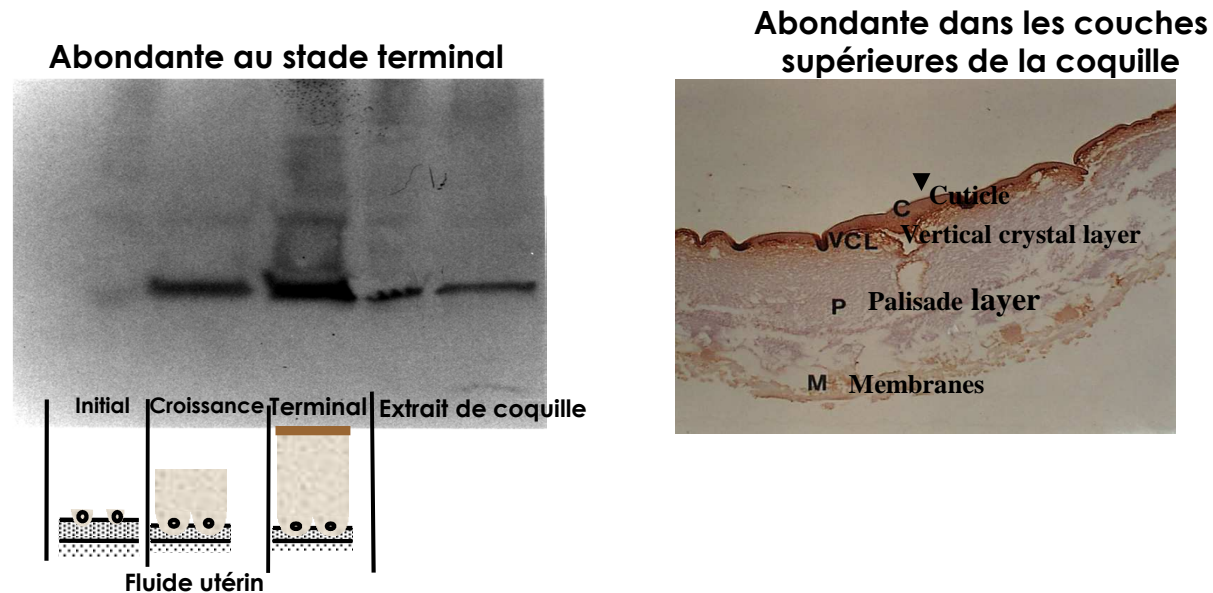 Abondante au stade terminal
Initial
Croissance
Terminal
Extrait de coquille
Fluide utérin
Abondante dans les couches
supérieures de la coquille
C Cuticle
VCL Vertical crystal layer
P Palisade layer
M Membranes